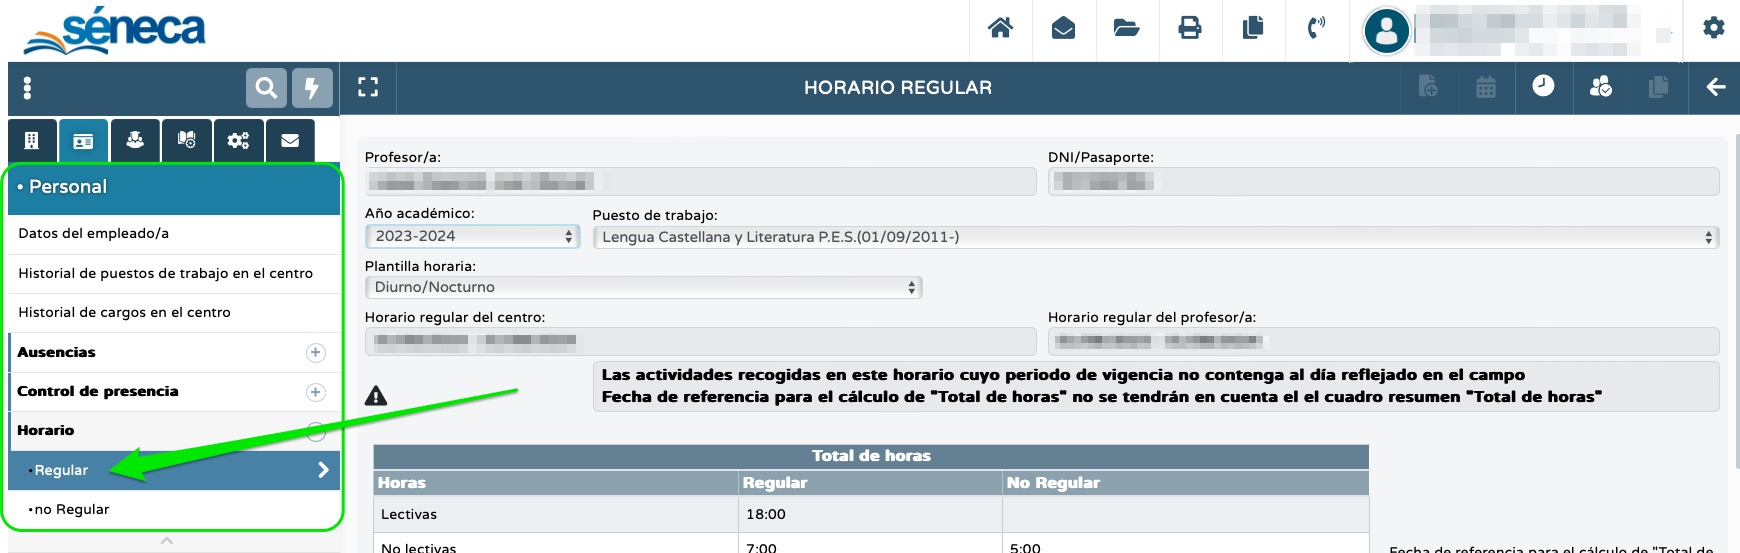 séneca
HORARIO REGULAR
• Personal
Datos del empleado/a
Historial de puestos de trabajo en el centro
Historial de cargos en el centro
Ausencias
Control de presencia
Horario
•Regular
•no Regular
Profesor/a:
DNI/Pasaporte:
Año académico:
Puesto de trabajo:
2023-2024
Lengua Castellana y Literatura P.E.S.(01/09/2011-)
Plantilla horaria:
Diurno/Nocturno
Horario regular del centro:
Horario regular del profesor/a:
Las actividades recogidas en este horario cuyo periodo de vigencia no contenga al día reflejado en el campo
Fecha de referencia para el cálculo de "Total de horas" no se tendrán en cuenta el el cuadro resumen "Total de horas"
Total de horas
Horas Regular No Regular
Lectivas 18:00
No lectivas 7:00 5:00
Fecha de referencia para el cálculo de "Total de